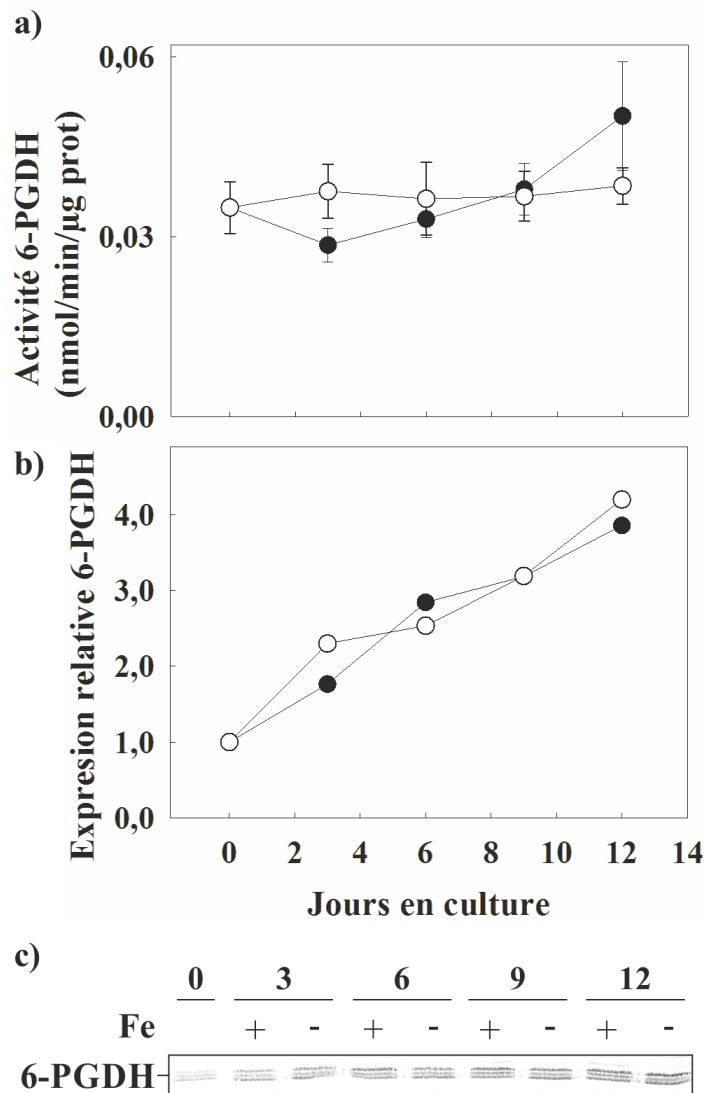 a)
Activité 6-PGDH
(nmol/min/µg prot)
0,06
0,03
0,00
b)
Expresion relative 6-PGDH
4,0
3,0
2,0
1,0
0,0
0 2 4 6 8 10 12 14
Jours en culture
c)
0 3 6 9 12
Fe + - + - + - + -
6-PGDH